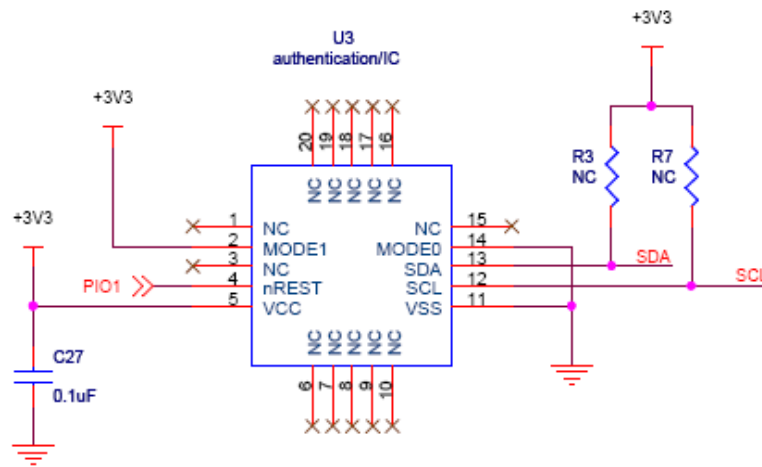 U3
authentication/IC
+3V3
+3V3
+3V3
20
19
18
17
16
NC
NC
NC
NC
NC
R3
NC
R7
NC
1
NC
2
MODE1
3
NC
4
nREST
5
VCC
PIO1
NC
15
MODE0
14
SDA
13
SCL
12
VSS
11
SDA
SCL
NC
NC
NC
NC
NC
6
7
8
9
10
C27
0.1uF